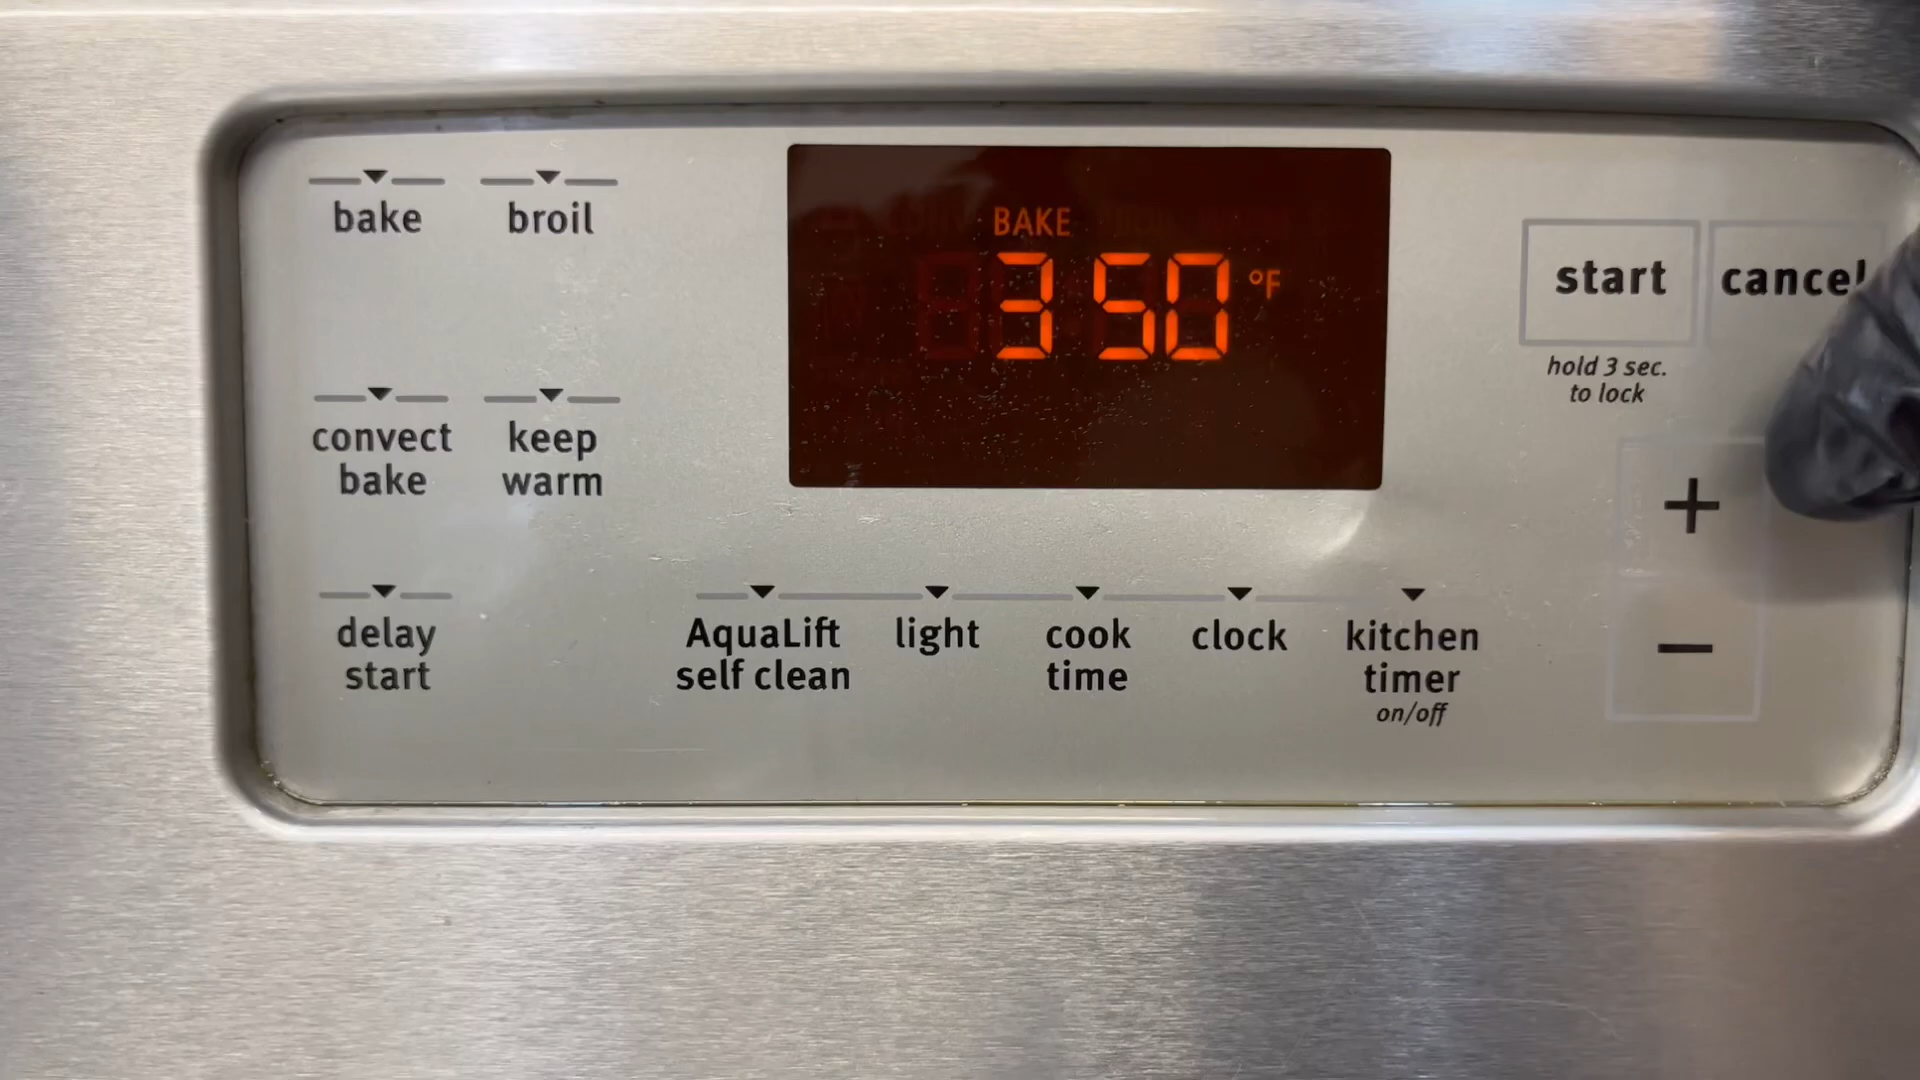 bake broil
BAKE
350 °F
start cancel
hold 3 sec.
to lock
convect
bake
keep
warm
+
−
delay
start
AquaLift
self clean
light
cook
time
clock
kitchen
timer
on/off